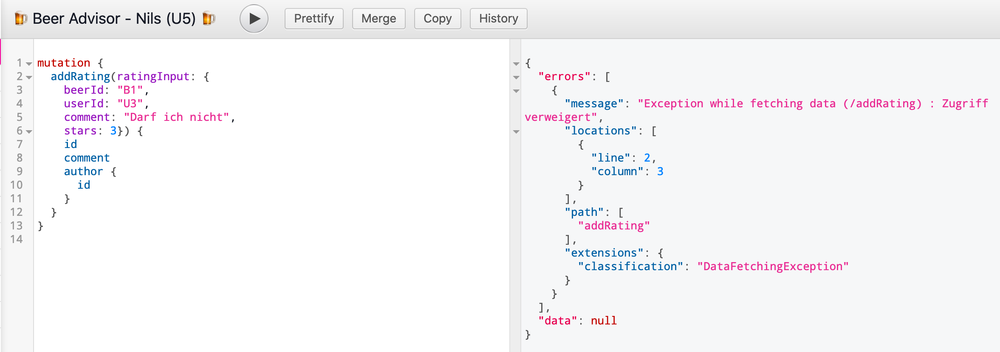 🍺 Beer Advisor - Nils (U5) 🍺 Prettify Merge Copy History
1 mutation {
2   addRating(ratingInput: {
3     beerId: "B1",
4     userId: "U3",
5     comment: "Darf ich nicht",
6     stars: 3}) {
7     id
8     comment
9     author {
10       id
11     }
12   }
13 }
14
{
  "errors": [
    {
      "message": "Exception while fetching data (/addRating) : Zugriff
verweigert",
      "locations": [
        {
          "line": 2,
          "column": 3
        }
      ],
      "path": [
        "addRating"
      ],
      "extensions": {
        "classification": "DataFetchingException"
      }
    }
  ],
  "data": null
}